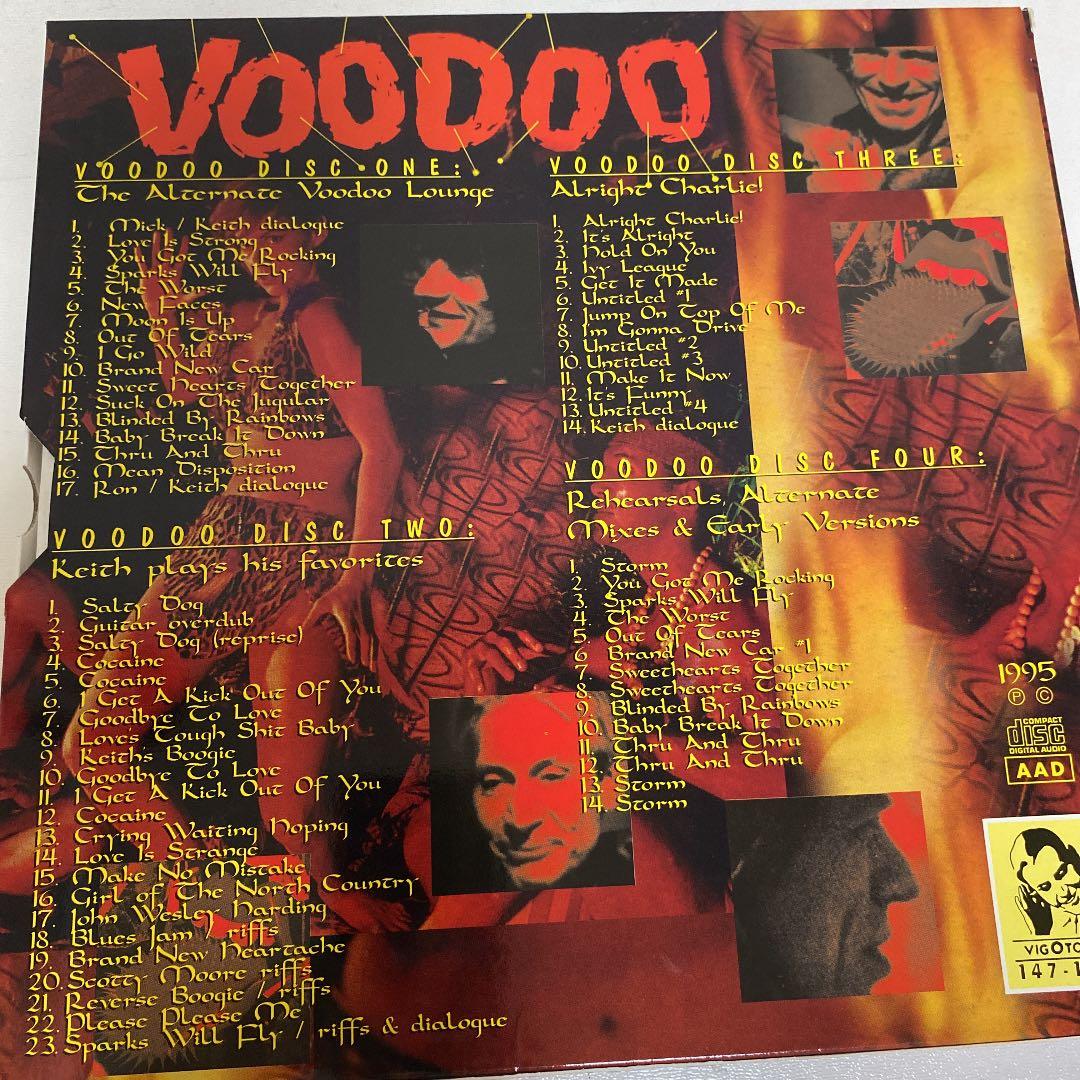 VOODOO
VOODOO DISC ONE:
The Alternate Voodoo Lounge
1. Mick / Keith dialogue
2. Love Is Strong
3. You Got Me Rocking
4. Sparks Will Fly
5. The Worst
6. New Faces
7. Moon Is Up
8. Out Of Tears
9. I Go Wild
10. Brand New Car
11. Sweet Hearts Together
12. Suck On The Jugular
13. Blinded By Rainbows
14. Baby Break It Down
15. Thru And Thru
16. Mean Disposition
17. Ron / Keith dialogue
VOODOO DISC TWO:
Keith plays his favorites
1. Salty Dog
2. Guitar overdub
3. Salty Dog (reprise)
4. Cocaine
5. Cocaine
6. I Get A Kick Out Of You
7. Goodbye To Love
8. Love's Tough Shit Baby
9. Keith's Boogie
10. Goodbye To Love
11. I Get A Kick Out Of You
12. Cocaine
13. Crying Waiting Hoping
14. Love Is Strange
15. Make No Mistake
16. Girl of The North Country
17. John Wesley Harding
18. Blues Jam / riffs
19. Brand New Heartache
20. Scotty Moore riffs
21. Reverse Boogie / riffs
22. Please Please Me
23. Sparks Will Fly / riffs & dialogue
VOODOO DISC THREE:
Alright Charlie!
1. Alright Charlie!
2. It's Alright
3. Hold On You
4. Ivy League
5. Get It Made
6. Untitled #1
7. Jump On Top Of Me
8. I'm Gonna Drive
9. Untitled #2
10. Untitled #3
11. Make It Now
12. It's Funny
13. Untitled #4
14. Keith dialogue
VOODOO DISC FOUR:
Rehearsals, Alternate
Mixes & Early Versions
1. Storm
2. You Got Me Rocking
3. Sparks Will Fly
4. The Worst
5. Out Of Tears
6. Brand New Car #1
7. Sweethearts Together
8. Sweethearts Together
9. Blinded By Rainbows
10. Baby Break It Down
11. Thru And Thru
12. Thru And Thru
13. Storm
14. Storm
1995
Ⓟ ©
COMPACT
disc
DIGITAL AUDIO
AAD
VIGOTO
147-1